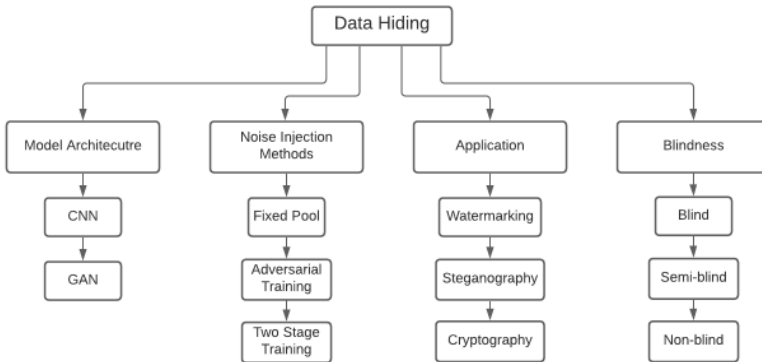 Data Hiding
Model Architecutre
Noise Injection
Methods
Application
Blindness
CNN
Fixed Pool
Watermarking
Blind
GAN
Adversarial
Training
Steganography
Semi-blind
Two Stage
Training
Cryptography
Non-blind